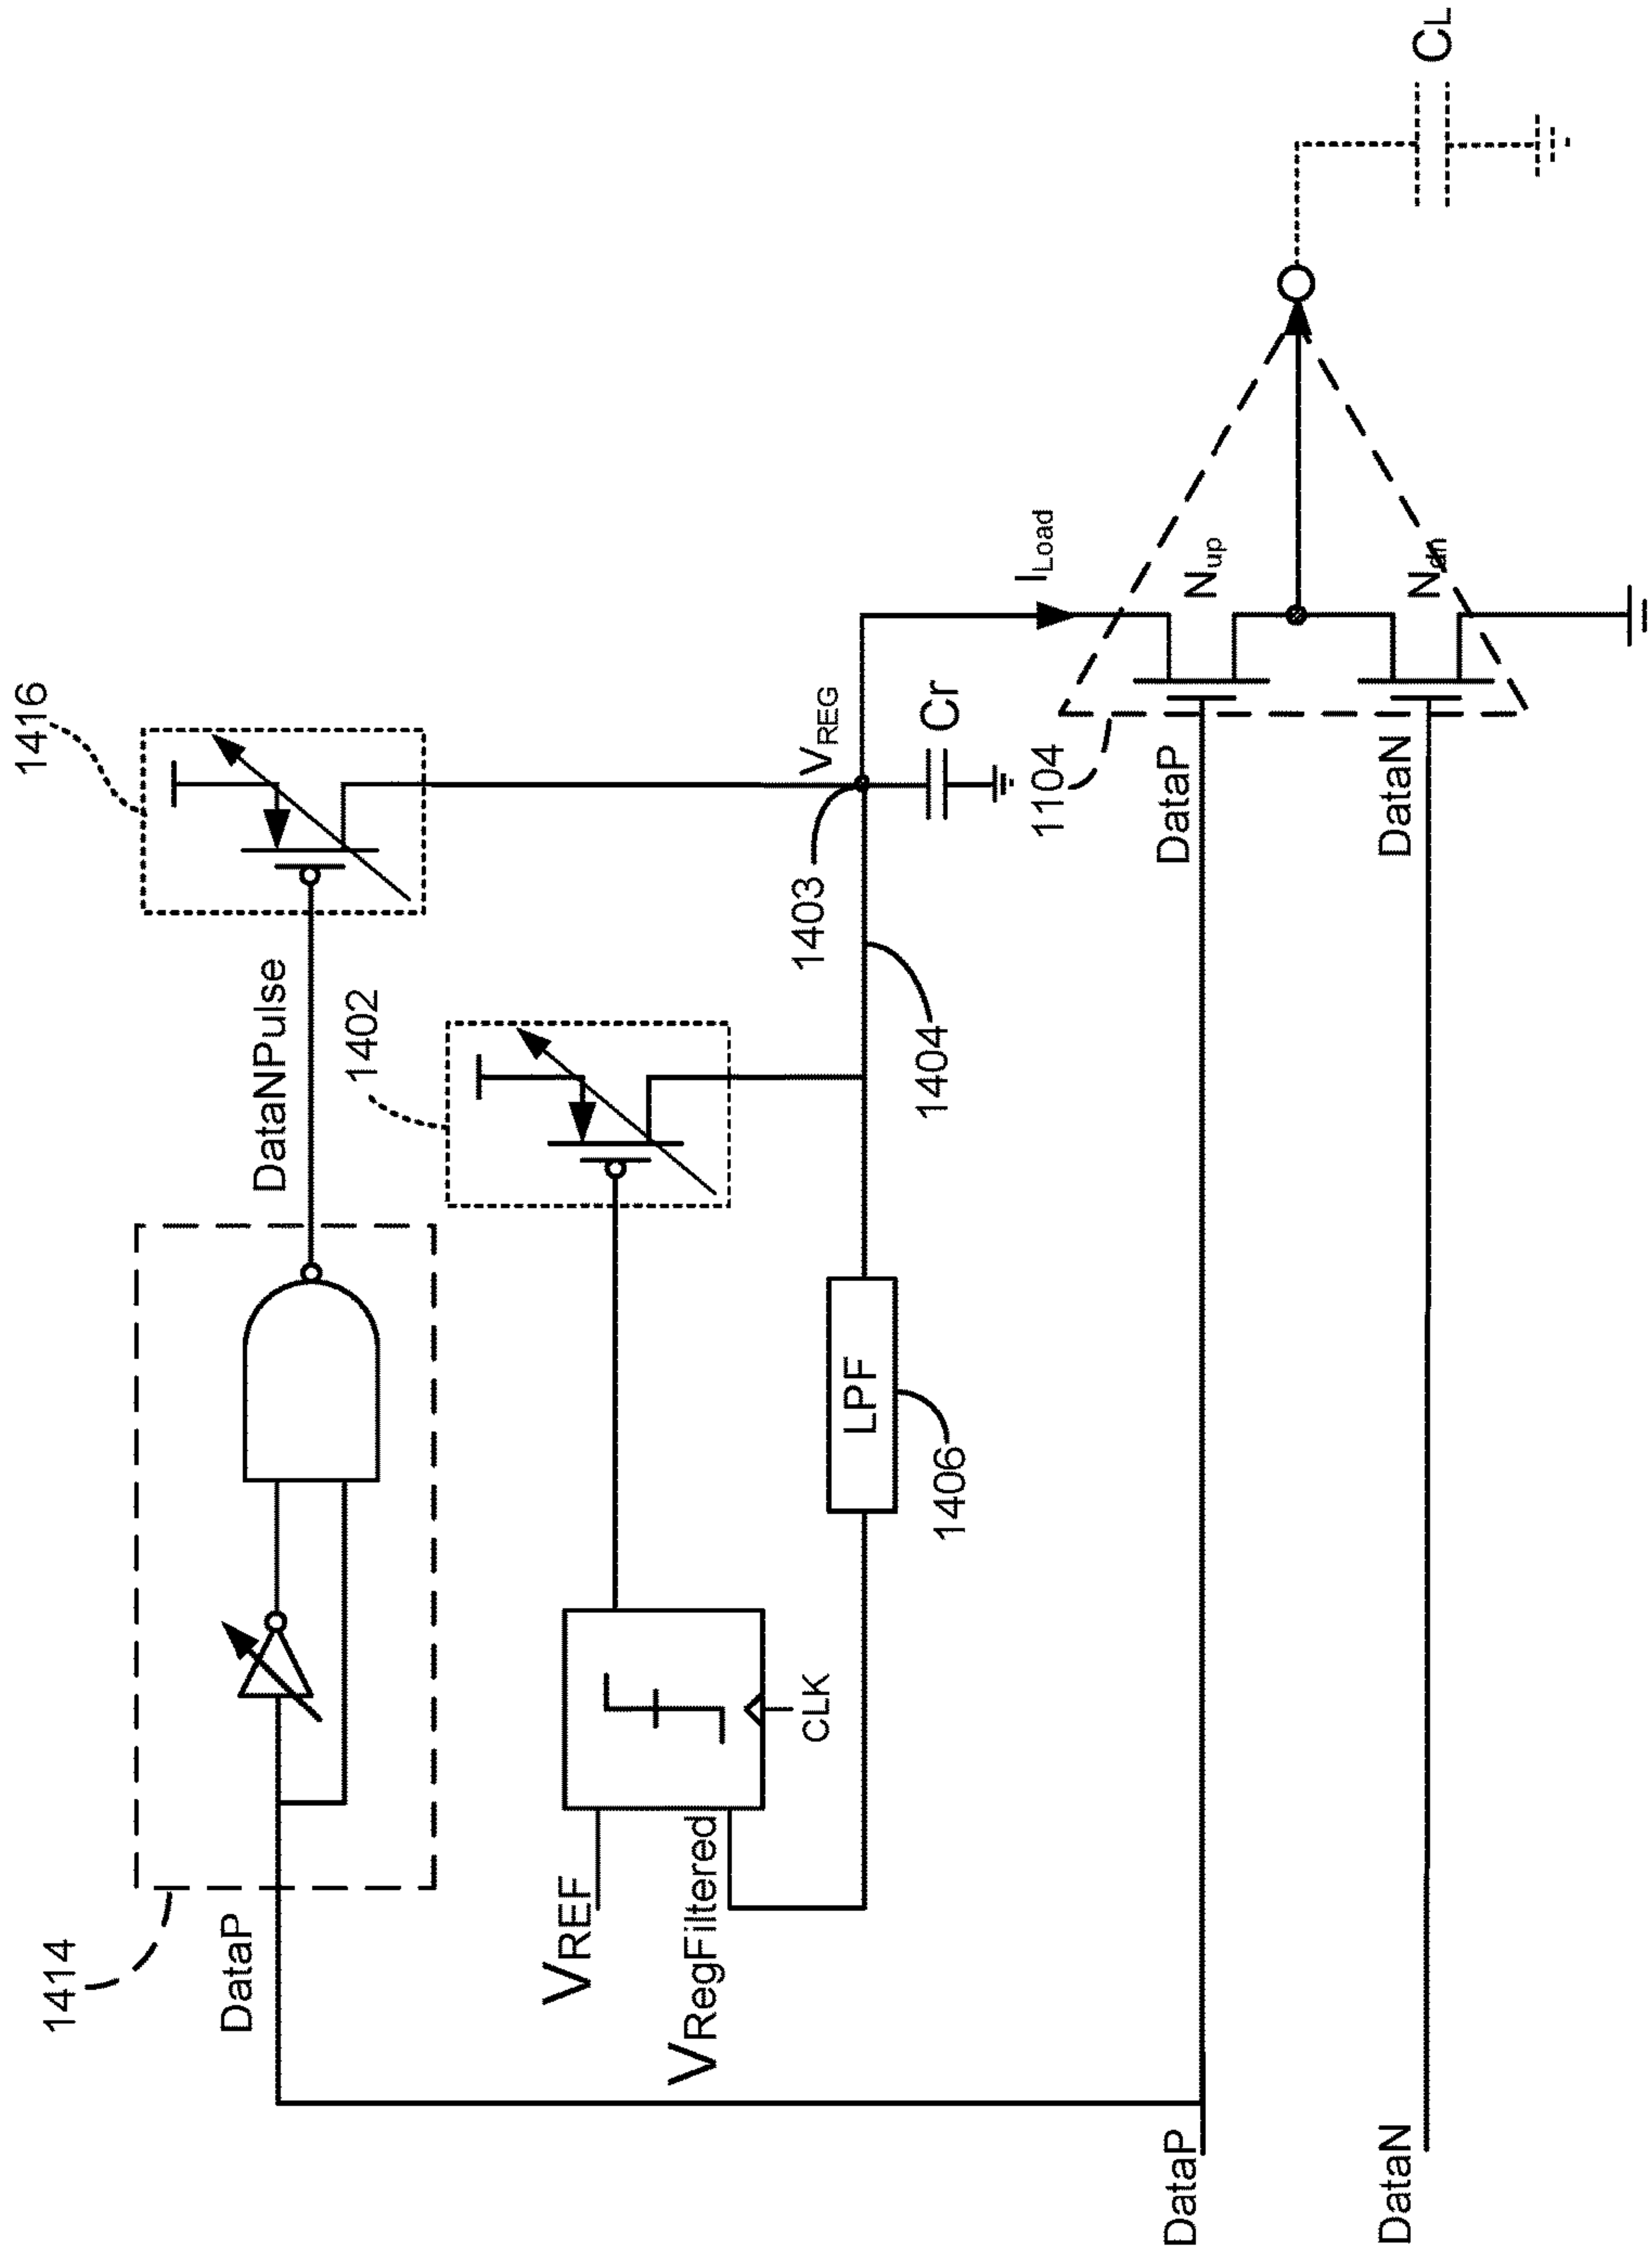 1416
1414
DataNPulse
1402
DataP
VREF
VRegFiltered
CLK
LPF
1406
1404
1403
VREG
Cr
ILoad
1104
DataP
DataP
Nup
CL
DataN
DataN
Ndn